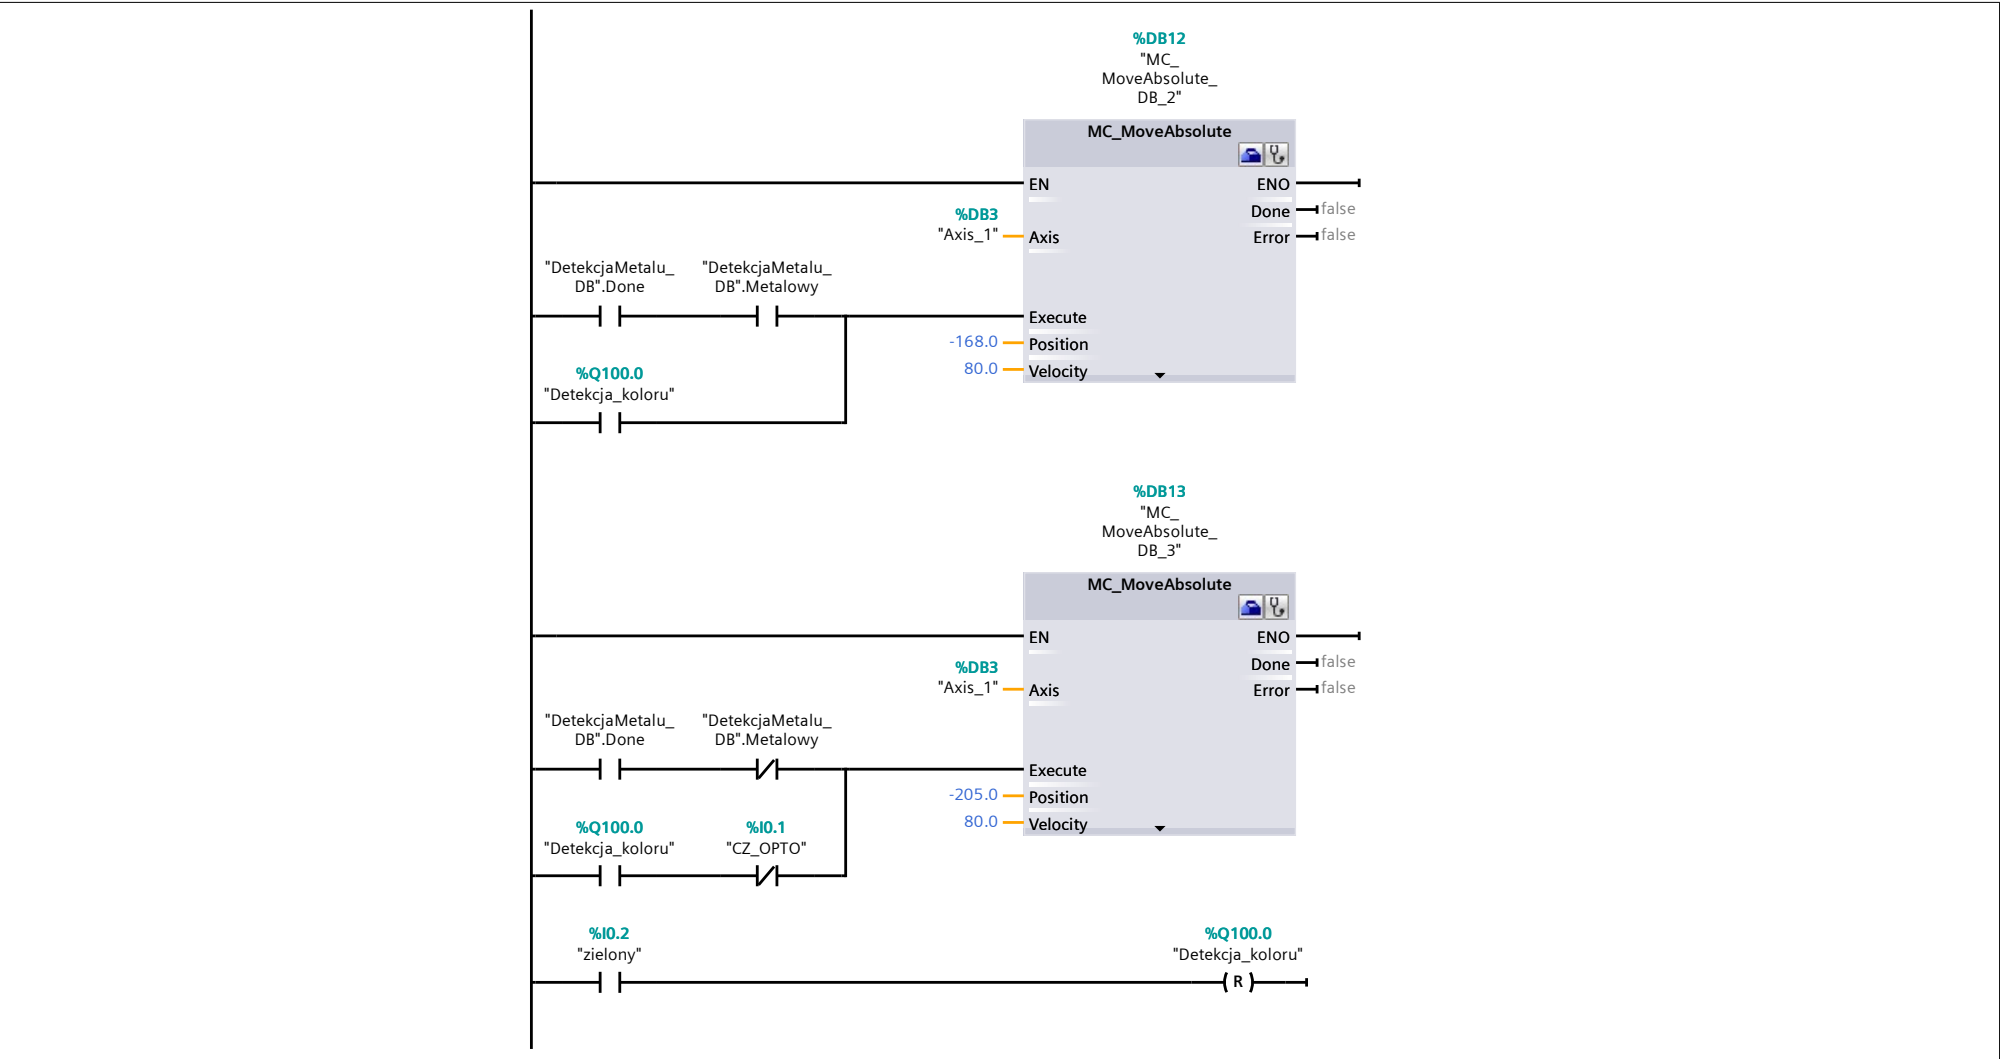 %DB12
"MC_
MoveAbsolute_
DB_2"
MC_MoveAbsolute
EN ENO
%DB3
"Axis_1" Axis
Done false
Error false
"DetekcjaMetalu_
DB".Done
"DetekcjaMetalu_
DB".Metalowy
Execute
-168.0 Position
80.0 Velocity
%Q100.0
"Detekcja_koloru"
%DB13
"MC_
MoveAbsolute_
DB_3"
MC_MoveAbsolute
EN ENO
%DB3
"Axis_1" Axis
Done false
Error false
"DetekcjaMetalu_
DB".Done
"DetekcjaMetalu_
DB".Metalowy
Execute
-205.0 Position
80.0 Velocity
%Q100.0
"Detekcja_koloru"
%I0.1
"CZ_OPTO"
%I0.2
"zielony"
%Q100.0
"Detekcja_koloru"
R